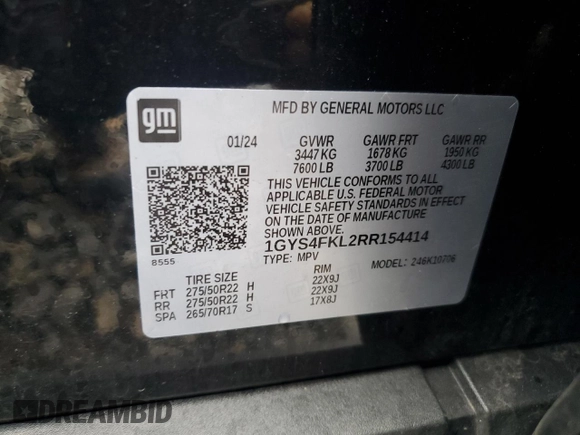 gm
MFD BY GENERAL MOTORS LLC
01/24 GVWR GAWR FRT GAWR RR
3447 KG 1678 KG 1950 KG
7600 LB 3700 LB 4300 LB
THIS VEHICLE CONFORMS TO ALL
APPLICABLE U.S. FEDERAL MOTOR
VEHICLE SAFETY STANDARDS IN EFFECT
ON THE DATE OF MANUFACTURE
SHOWN ABOVE.
1GYS4FKL2RR154414
8555 TYPE: MPV MODEL: 246K10706
TIRE SIZE RIM
FRT 275/50R22 H 22X9J
RR 275/50R22 H 22X9J
SPA 265/70R17 S 17X8J
DREAMBID